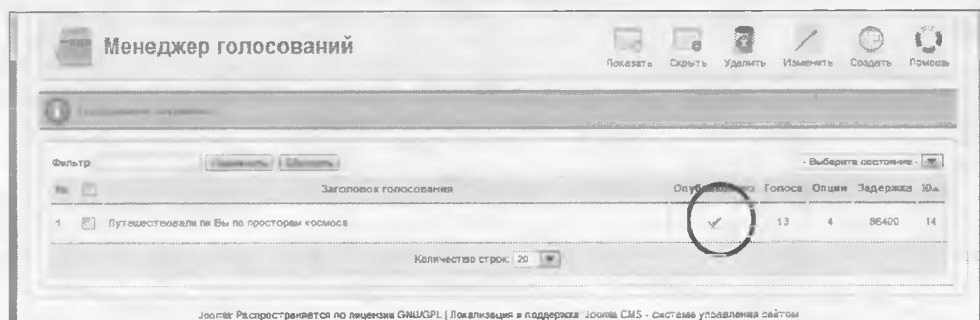 Менеджер голосований
Показать Скрыть Удалить Изменить Создать Помощь
Фильтр - Выберите состояние -
№ Заголовок голосования Голоса Опции Задержка ID
1 Путешествовали ли Вы по просторам космоса 13 4 86400 14
Количество строк: 20
Joomla! Распространяется по лицензии GNU/GPL | Локализация и поддержка: Joomla CMS - система управления сайтом